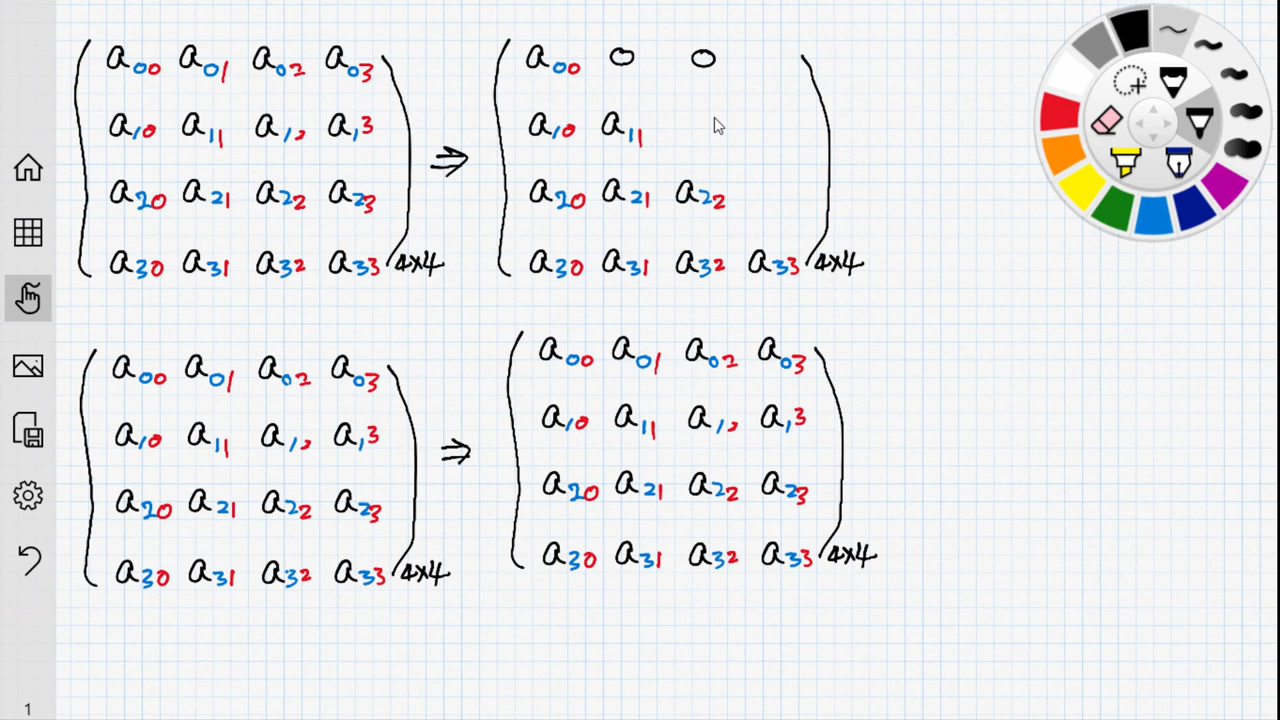 a00 a01 a02 a03
a10 a11 a12 a13
a20 a21 a22 a23
a30 a31 a32 a33 4x4
⇒
a00 0 0
a10 a11
a20 a21 a22
a30 a31 a32 a33 4x4
a00 a01 a02 a03
a10 a11 a12 a13
a20 a21 a22 a23
a30 a31 a32 a33 4x4
⇒
a00 a01 a02 a03
a10 a11 a12 a13
a20 a21 a22 a23
a30 a31 a32 a33 4x4
1